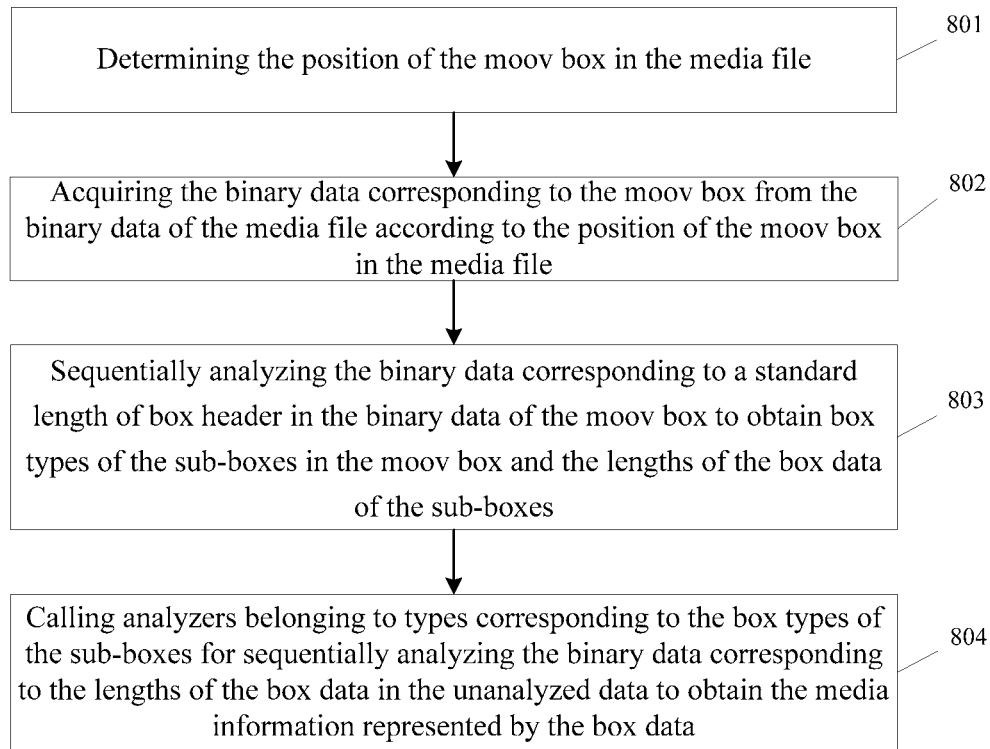 801
Determining the position of the moov box in the media file
802
Acquiring the binary data corresponding to the moov box from the
binary data of the media file according to the position of the moov box
in the media file
Sequentially analyzing the binary data corresponding to a standard
length of box header in the binary data of the moov box to obtain box
803
types of the sub-boxes in the moov box and the lengths of the box data
of the sub-boxes
Calling analyzers belonging to types corresponding to the box types of
804
the sub-boxes for sequentially analyzing the binary data corresponding
to the lengths of the box data in the unanalyzed data to obtain the media
information represented by the box data